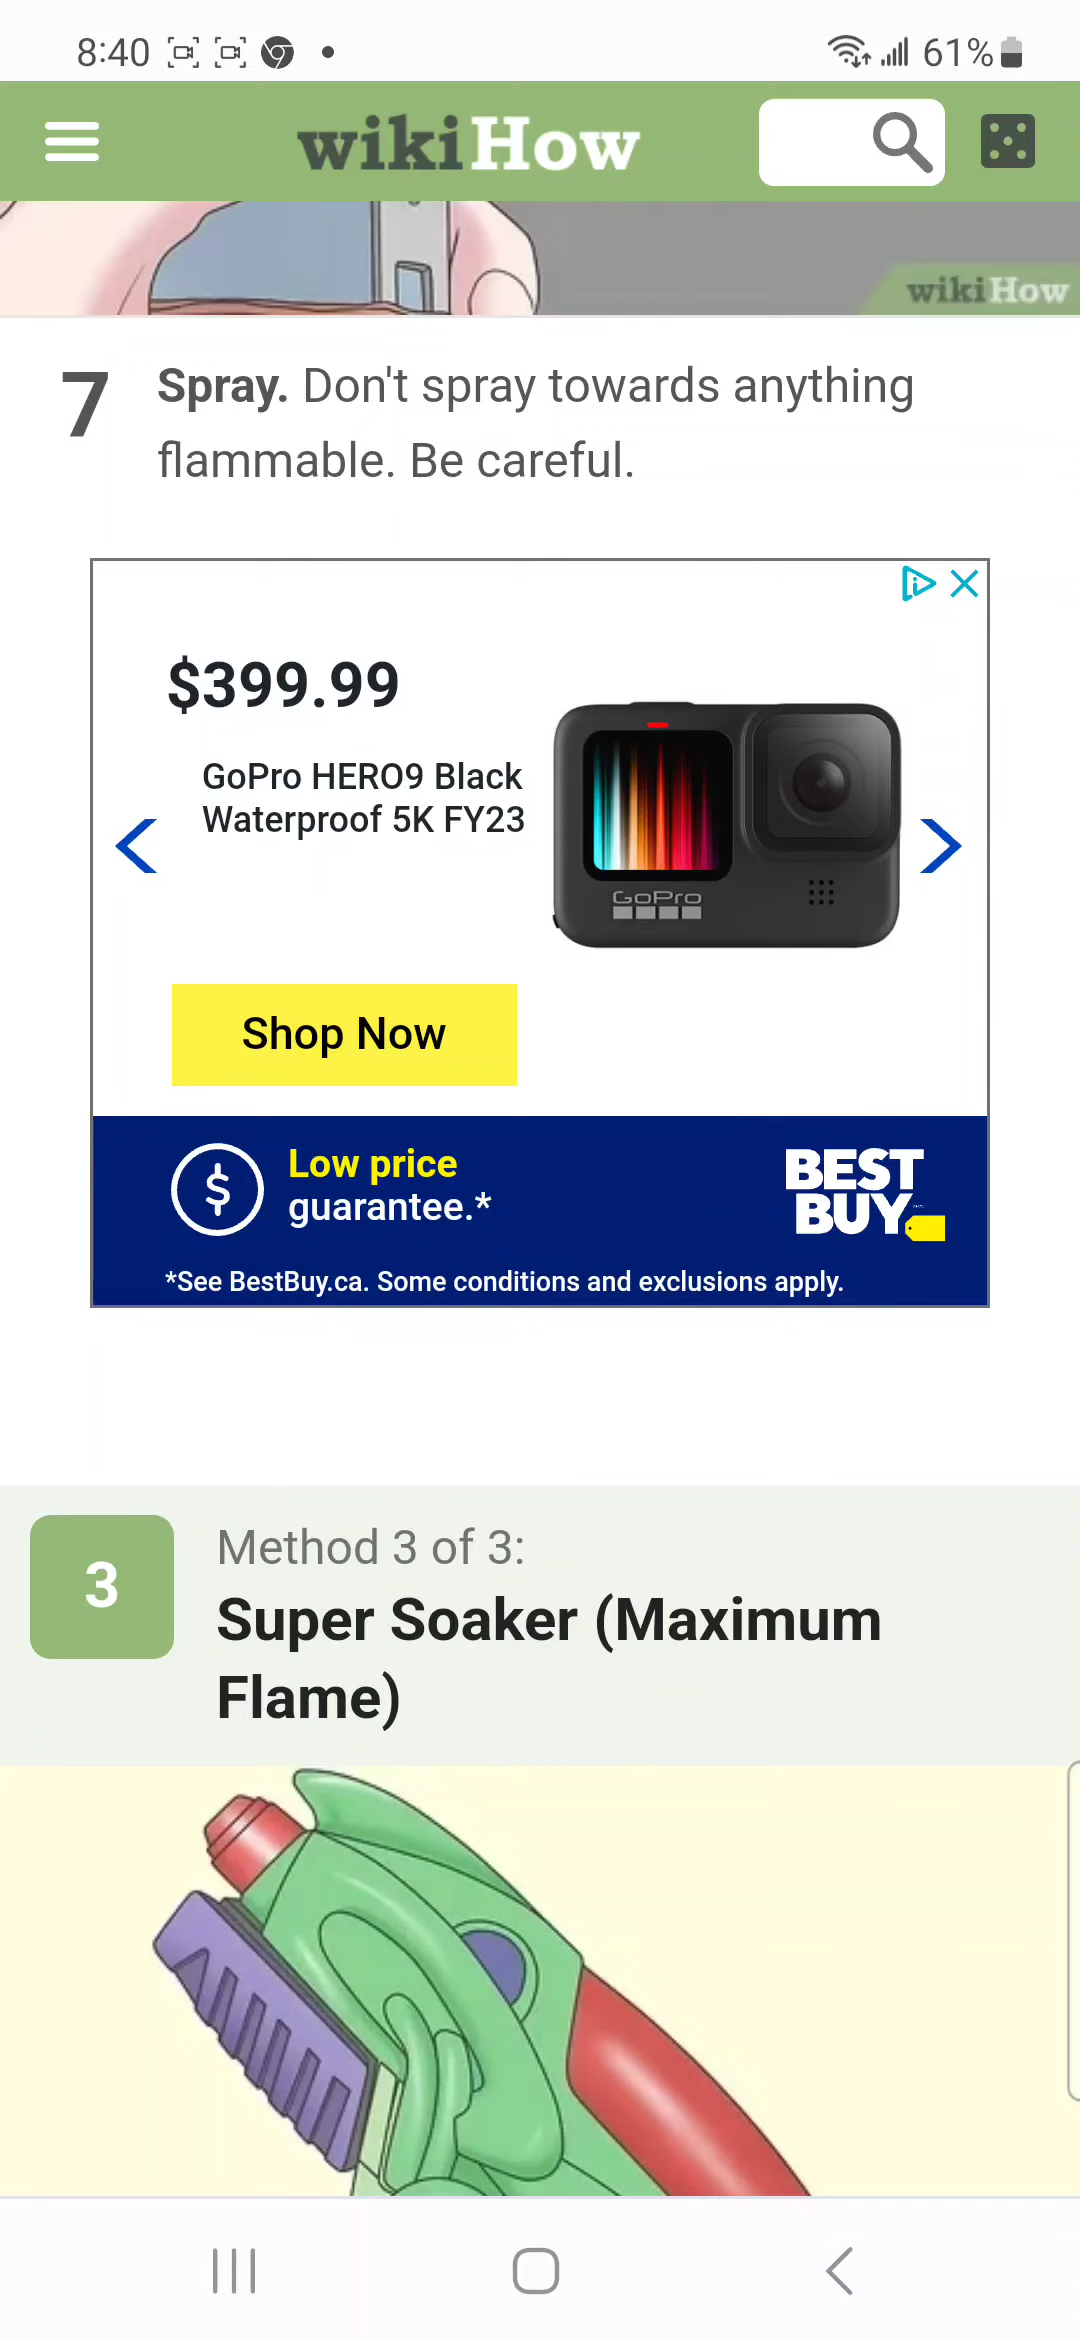 8:40
61%
wikiHow
wikiHow
7
Spray. Don't spray towards anything
flammable. Be careful.
$399.99
GoPro HERO9 Black
Waterproof 5K FY23
GoPro
Shop Now
$
Low price
guarantee.*
BEST
BUY
*See BestBuy.ca. Some conditions and exclusions apply.
3
Method 3 of 3:
Super Soaker (Maximum
Flame)